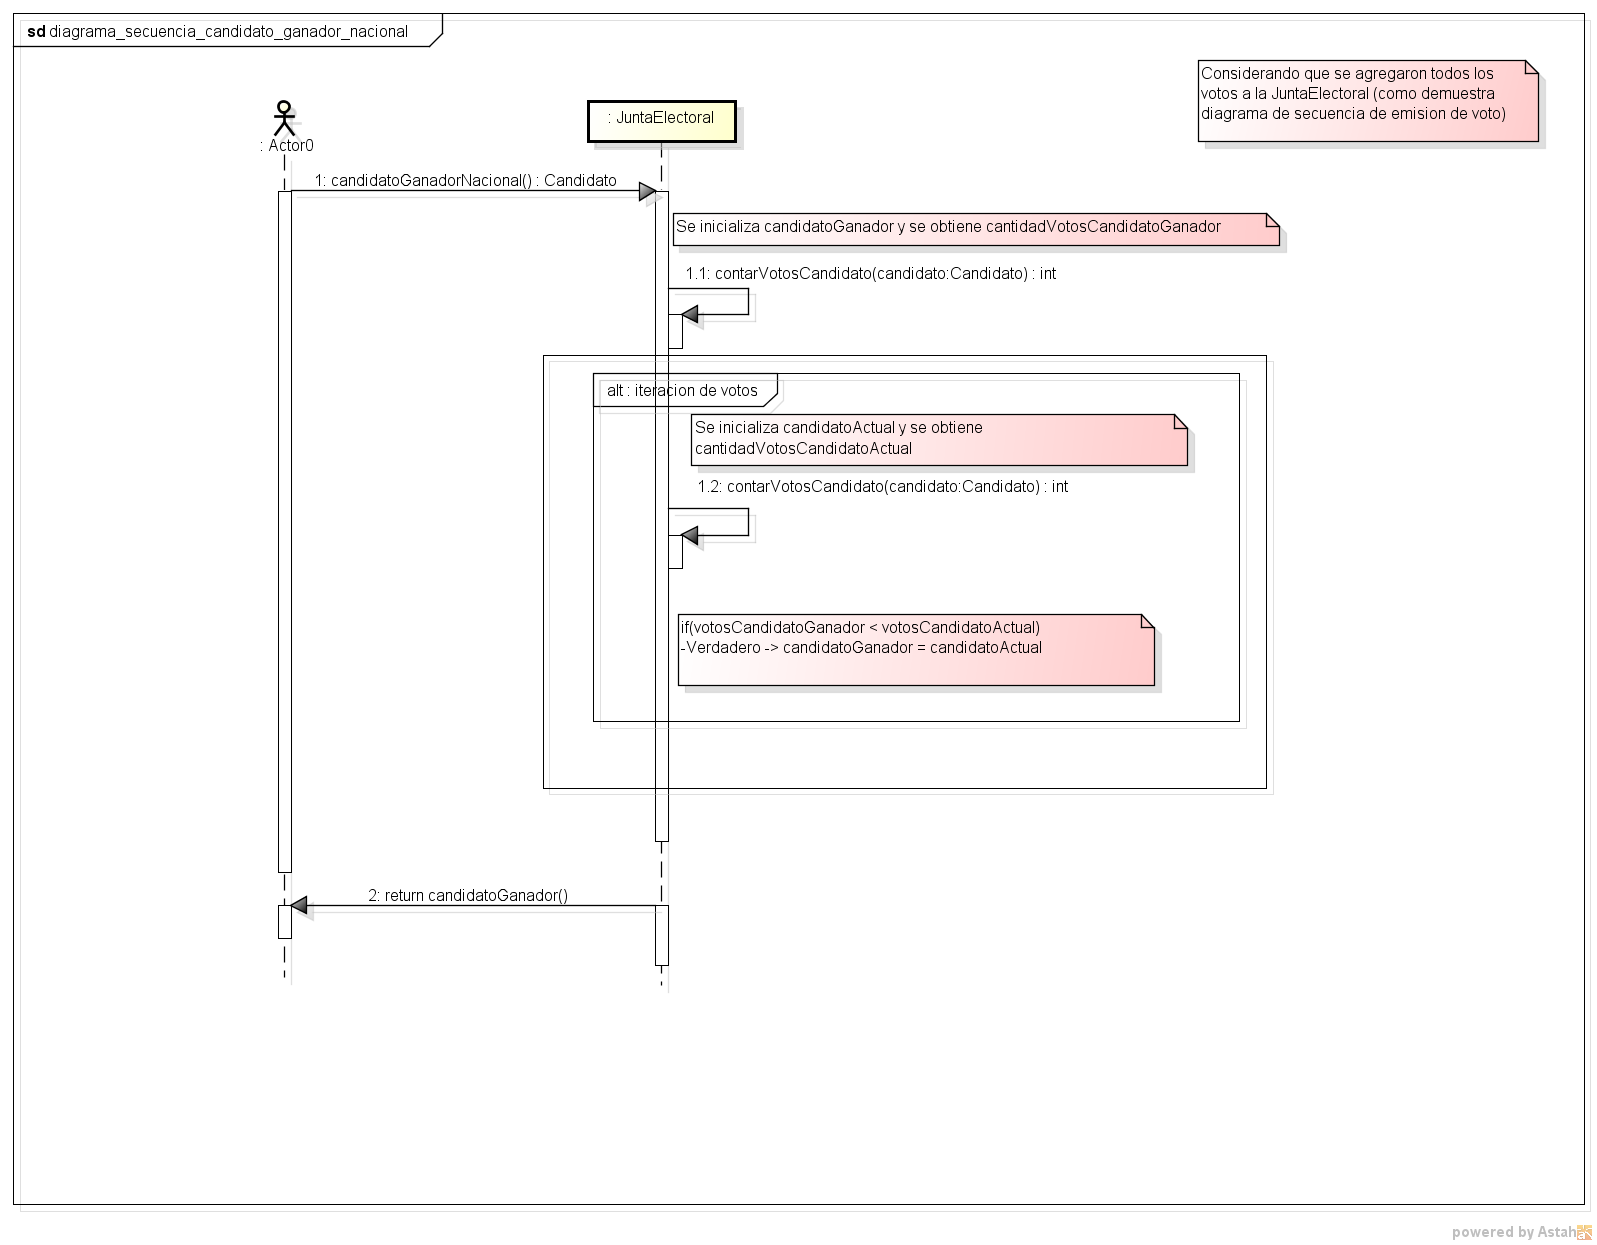 sd diagrama_secuencia_candidato_ganador_nacional
Considerando que se agregaron todos los
votos a la JuntaElectoral (como demuestra
diagrama de secuencia de emision de voto)
: JuntaElectoral
: Actor0
1: candidatoGanadorNacional() : Candidato
Se inicializa candidatoGanador y se obtiene cantidadVotosCandidatoGanador
1.1: contarVotosCandidato(candidato:Candidato) : int
alt : iteracion de votos
Se inicializa candidatoActual y se obtiene
cantidadVotosCandidatoActual
1.2: contarVotosCandidato(candidato:Candidato) : int
if(votosCandidatoGanador < votosCandidatoActual)
-Verdadero -> candidatoGanador = candidatoActual
2: return candidatoGanador()
powered by Astah